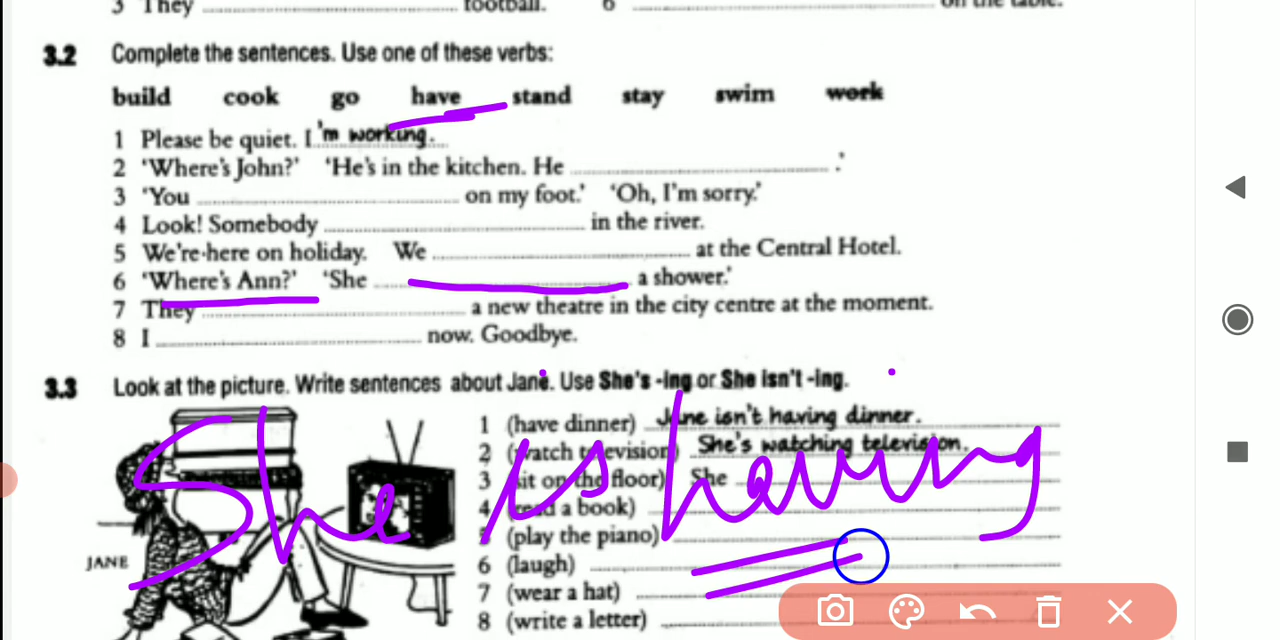 3 They ............ football. 6 ............ on the table.
3.2 Complete the sentences. Use one of these verbs:
build cook go have stand stay swim work
1 Please be quiet. I 'm working.
2 ‘Where’s John?’ ‘He’s in the kitchen. He ............ .’
3 ‘You ............ on my foot.’ ‘Oh, I’m sorry.’
4 Look! Somebody ............ in the river.
5 We're here on holiday. We ............ at the Central Hotel.
6 ‘Where’s Ann?’ ‘She ............ a shower.’
7 They ............ a new theatre in the city centre at the moment.
8 I ............ now. Goodbye.
3.3 Look at the picture. Write sentences about Jane. Use She's -ing or She isn't -ing.
1 (have dinner) Jane isn't having dinner.
2 (watch television) She's watching television.
3 (sit on the floor) She ............
4 (read a book) ............
5 (play the piano) ............
6 (laugh) ............
7 (wear a hat) ............
8 (write a letter) ............
JANE
She is having